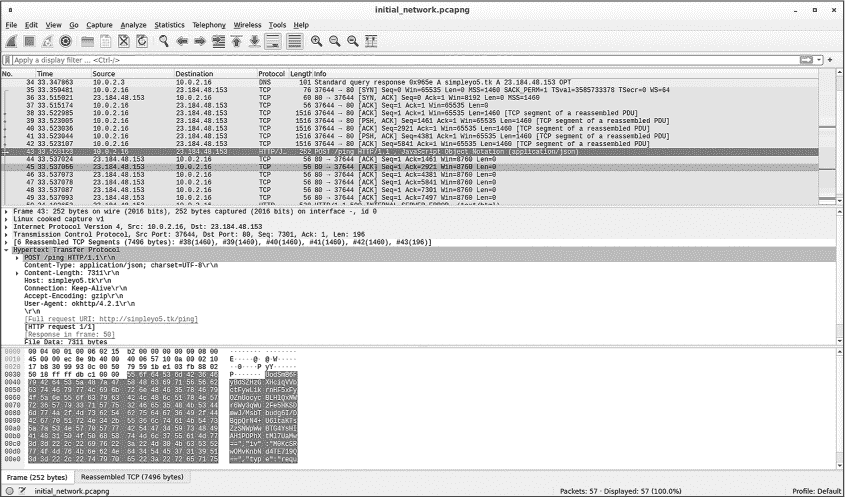 initial_network.pcapng
File Edit View Go Capture Analyze Statistics Telephony Wireless Tools Help
Apply a display filter ... <Ctrl-/>
No. Time Source Destination Protocol Length Info
34 33.347863 10.0.2.3 10.0.2.16 DNS 101 Standard query response 0x965e A simpleyo5.tk A 23.184.48.153 OPT
35 33.359481 10.0.2.16 23.184.48.153 TCP 76 37644 → 80 [SYN] Seq=0 Win=65535 Len=0 MSS=1460 SACK_PERM=1 TSval=3585733378 TSecr=0 WS=64
36 33.515021 23.184.48.153 10.0.2.16 TCP 60 80 → 37644 [SYN, ACK] Seq=0 Ack=1 Win=8192 Len=0 MSS=1460
37 33.515174 10.0.2.16 23.184.48.153 TCP 56 37644 → 80 [ACK] Seq=1 Ack=1 Win=65535 Len=0
38 33.522985 10.0.2.16 23.184.48.153 TCP 1516 37644 → 80 [ACK] Seq=1 Ack=1 Win=65535 Len=1460 [TCP segment of a reassembled PDU]
39 33.523005 10.0.2.16 23.184.48.153 TCP 1516 37644 → 80 [PSH, ACK] Seq=1461 Ack=1 Win=65535 Len=1460 [TCP segment of a reassembled PDU]
40 33.523036 10.0.2.16 23.184.48.153 TCP 1516 37644 → 80 [ACK] Seq=2921 Ack=1 Win=65535 Len=1460 [TCP segment of a reassembled PDU]
41 33.523044 10.0.2.16 23.184.48.153 TCP 1516 37644 → 80 [PSH, ACK] Seq=4381 Ack=1 Win=65535 Len=1460 [TCP segment of a reassembled PDU]
42 33.523107 10.0.2.16 23.184.48.153 TCP 1516 37644 → 80 [ACK] Seq=5841 Ack=1 Win=65535 Len=1460 [TCP segment of a reassembled PDU]
43 33.523123 10.0.2.16 23.184.48.153 HTTP/J… 252 POST /ping HTTP/1.1 , JavaScript Object Notation (application/json)
44 33.537024 23.184.48.153 10.0.2.16 TCP 56 80 → 37644 [ACK] Seq=1 Ack=1461 Win=8760 Len=0
45 33.537066 23.184.48.153 10.0.2.16 TCP 56 80 → 37644 [ACK] Seq=1 Ack=2921 Win=8760 Len=0
46 33.537073 23.184.48.153 10.0.2.16 TCP 56 80 → 37644 [ACK] Seq=1 Ack=4381 Win=8760 Len=0
47 33.537078 23.184.48.153 10.0.2.16 TCP 56 80 → 37644 [ACK] Seq=1 Ack=5841 Win=8760 Len=0
48 33.537087 23.184.48.153 10.0.2.16 TCP 56 80 → 37644 [ACK] Seq=1 Ack=7301 Win=8760 Len=0
49 33.537093 23.184.48.153 10.0.2.16 TCP 56 80 → 37644 [ACK] Seq=1 Ack=7497 Win=8760 Len=0
Frame 43: 252 bytes on wire (2016 bits), 252 bytes captured (2016 bits) on interface -, id 0
Linux cooked capture v1
Internet Protocol Version 4, Src: 10.0.2.16, Dst: 23.184.48.153
Transmission Control Protocol, Src Port: 37644, Dst Port: 80, Seq: 7301, Ack: 1, Len: 196
[6 Reassembled TCP Segments (7496 bytes): #38(1460), #39(1460), #40(1460), #41(1460), #42(1460), #43(196)]
Hypertext Transfer Protocol
POST /ping HTTP/1.1\r\n
Content-Type: application/json; charset=UTF-8\r\n
Content-Length: 7311\r\n
Host: simpleyo5.tk\r\n
Connection: Keep-Alive\r\n
Accept-Encoding: gzip\r\n
User-Agent: okhttp/4.2.1\r\n
\r\n
[Full request URI: http://simpleyo5.tk/ping]
[HTTP request 1/1]
[Response in frame: 50]
File Data: 7311 bytes
0000 00 04 00 01 00 06 02 15 b2 00 00 00 00 00 08 00
0010 45 00 00 ec 8e 9b 40 00 40 06 57 10 0a 00 02 10 E·····@· @·W·····
0020 17 b8 30 99 93 0c 00 50
0030 50 18 ff ff db c1 00 00
Frame (252 bytes) Reassembled TCP (7496 bytes)
initial_network.pcapng Packets: 57 · Displayed: 57 (100.0%) Profile: Default